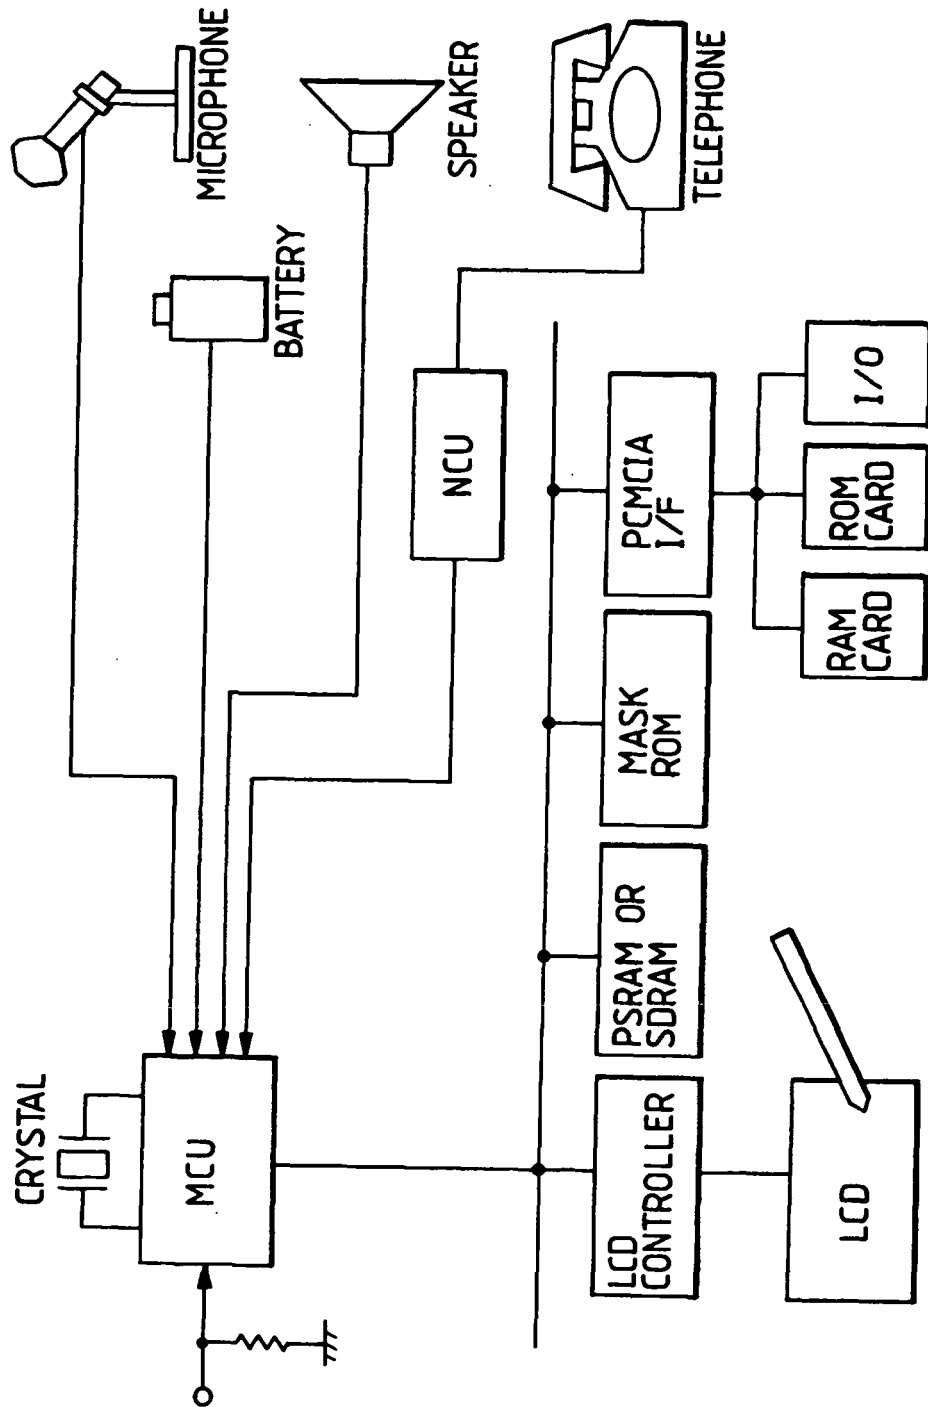 CRYSTAL
MICROPHONE
BATTERY
SPEAKER
TELEPHONE
MCU
NCU
LCD
CONTROLLER
PSRAM OR
SDRAM
MASK
ROM
PCMCIA
I/F
LCD
RAM
CARD
ROM
CARD
I/O